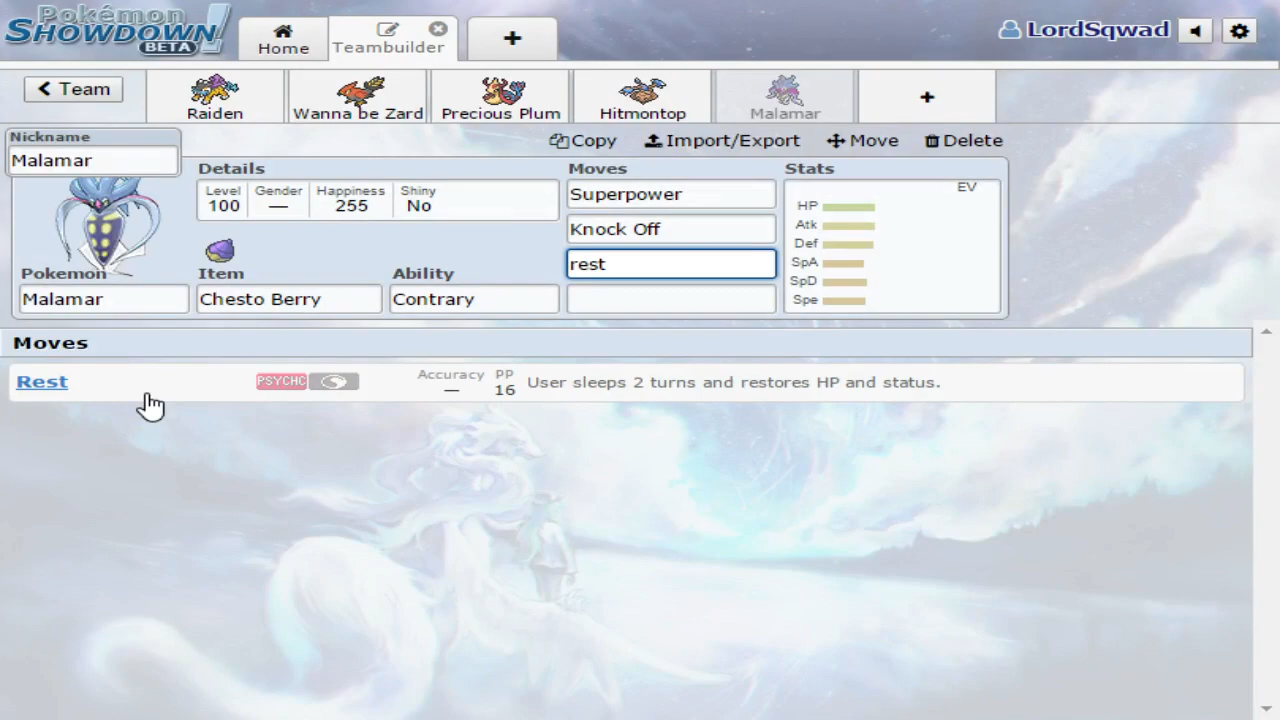 Pokémon
SHOWDOWN!
BETA
Home
Teambuilder
+
LordSqwad
Team
Raiden
Wanna be Zard
Precious Plum
Hitmontop
Malamar
+
Nickname
Malamar
Copy
Import/Export
Move
Delete
Details
Level
100
Gender
—
Happiness
255
Shiny
No
Pokemon
Malamar
Item
Chesto Berry
Ability
Contrary
Moves
Superpower
Knock Off
rest
Stats
EV
HP
Atk
Def
SpA
SpD
Spe
Moves
Rest
PSYCHC
Accuracy
—
PP
16
User sleeps 2 turns and restores HP and status.